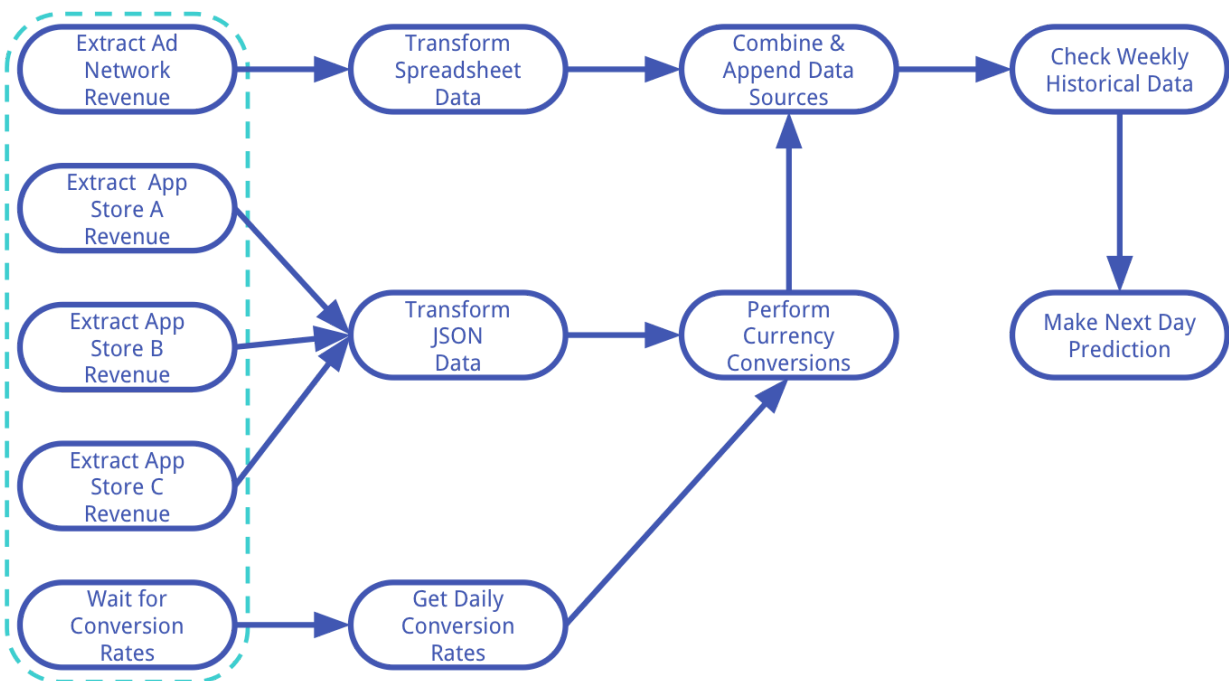 Extract Ad
Network
Revenue
Transform
Spreadsheet
Data
Combine &
Append Data
Sources
Check Weekly
Historical Data
Extract App
Store A
Revenue
Extract App
Store B
Revenue
Transform
JSON
Data
Perform
Currency
Conversions
Make Next Day
Prediction
Extract App
Store C
Revenue
Wait for
Conversion
Rates
Get Daily
Conversion
Rates